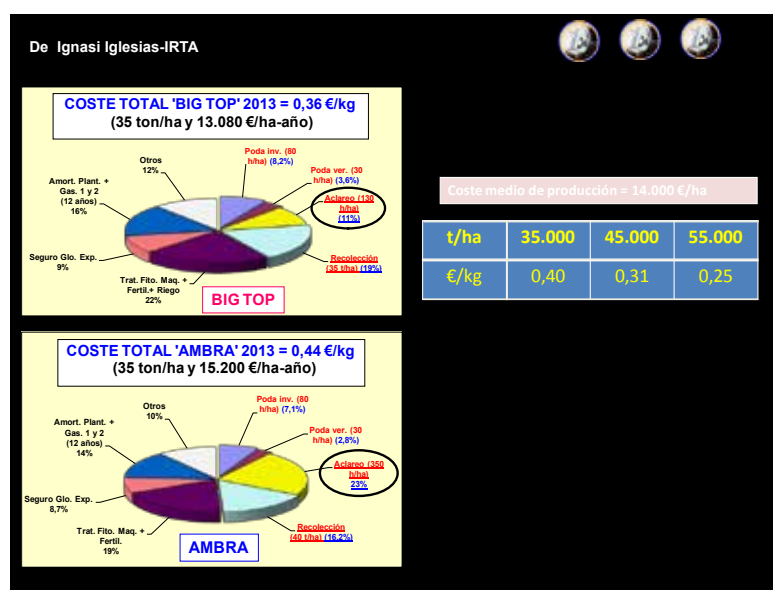 De Ignasi Iglesias-IRTA
COSTE TOTAL 'BIG TOP' 2013 = 0,36 €/kg
(35 ton/ha y 13.080 €/ha-año)
Poda inv. (80
h/ha) (8,2%)
Poda ver. (30
h/ha) (3,6%)
Aclareo (130
h/ha)
(11%)
Recolección
(35 t/ha) (19%)
Trat. Fito. Maq. +
Fertil.+ Riego
22%
Seguro Glo. Exp.
9%
Amort. Plant. +
Gas. 1 y 2
(12 años)
16%
Otros
12%
BIG TOP
COSTE TOTAL 'AMBRA' 2013 = 0,44 €/kg
(35 ton/ha y 15.200 €/ha-año)
Poda inv. (80
h/ha) (7,1%)
Poda ver. (30
h/ha) (2,8%)
Aclareo (350
h/ha)
23%
Recolección
(40 t/ha) (16,2%)
Trat. Fito. Maq. +
Fertil.
19%
Seguro Glo. Exp.
8,7%
Amort. Plant. +
Gas. 1 y 2
(12 años)
14%
Otros
10%
AMBRA
Coste medio de producción = 14.000 €/ha
t/ha 35.000 45.000 55.000
€/kg 0,40 0,31 0,25